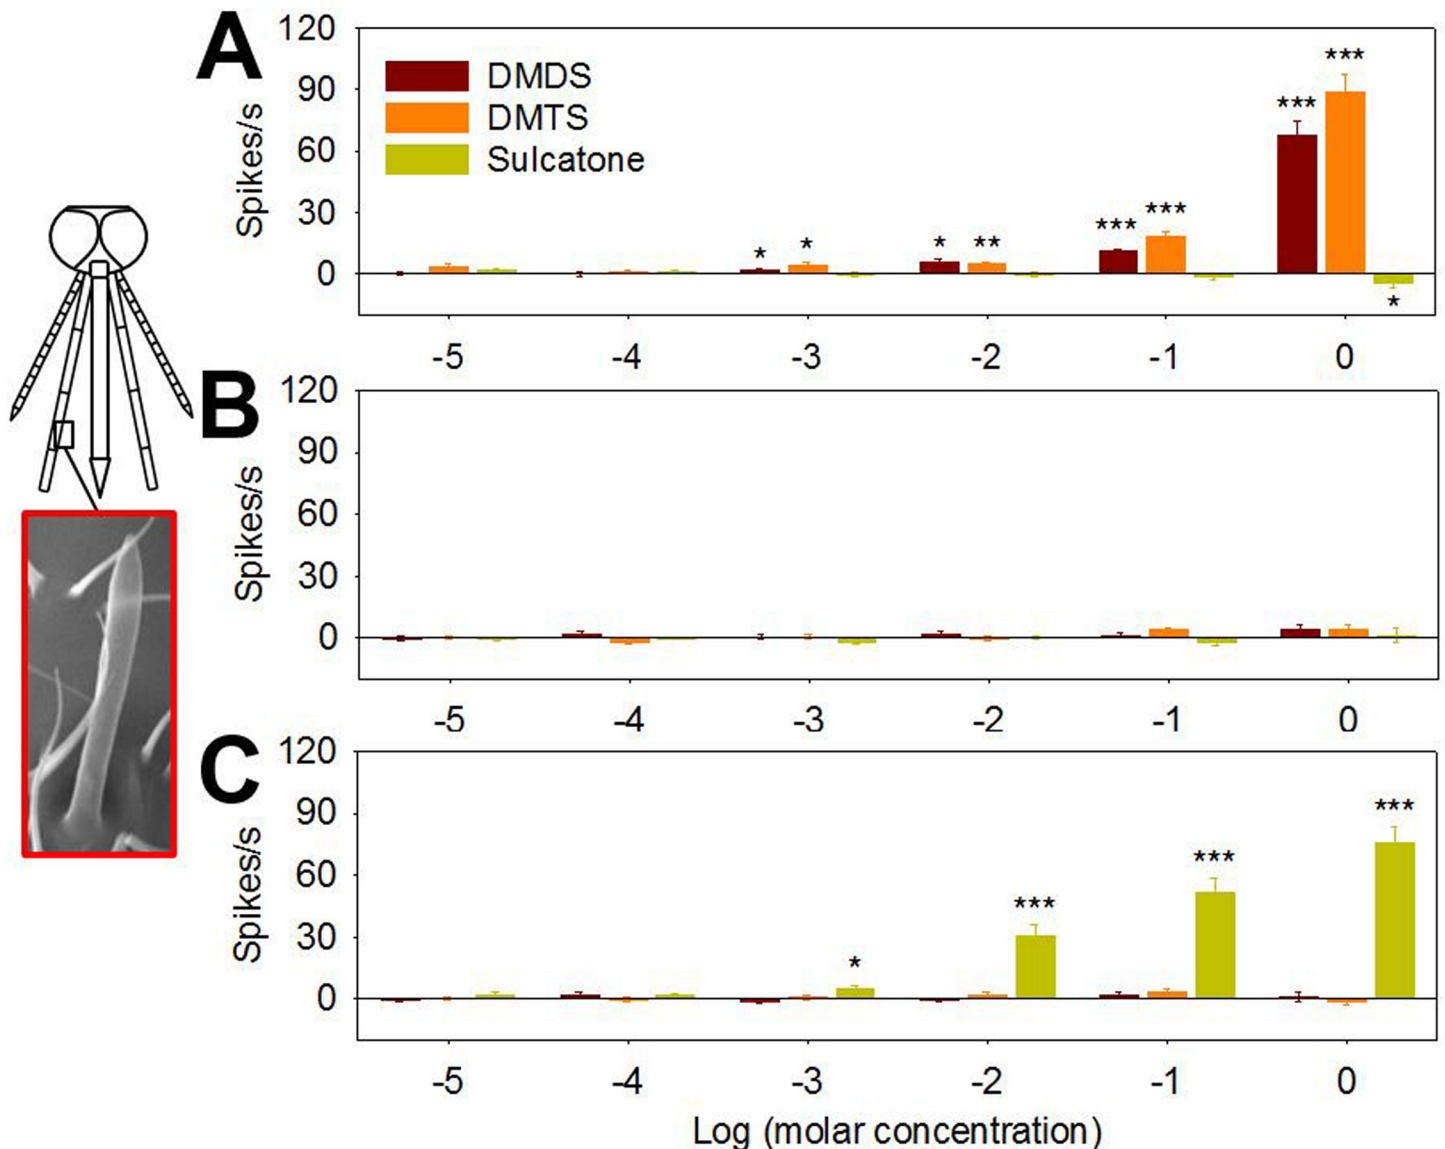 A
Spikes/s
120
90
60
30
0
DMDS
DMTS
Sulcatone
* * * ** *** *** *** *** *
-5 -4 -3 -2 -1 0
B
Spikes/s
120
90
60
30
0
-5 -4 -3 -2 -1 0
C
Spikes/s
120
90
60
30
0
* *** *** ***
-5 -4 -3 -2 -1 0
Log (molar concentration)